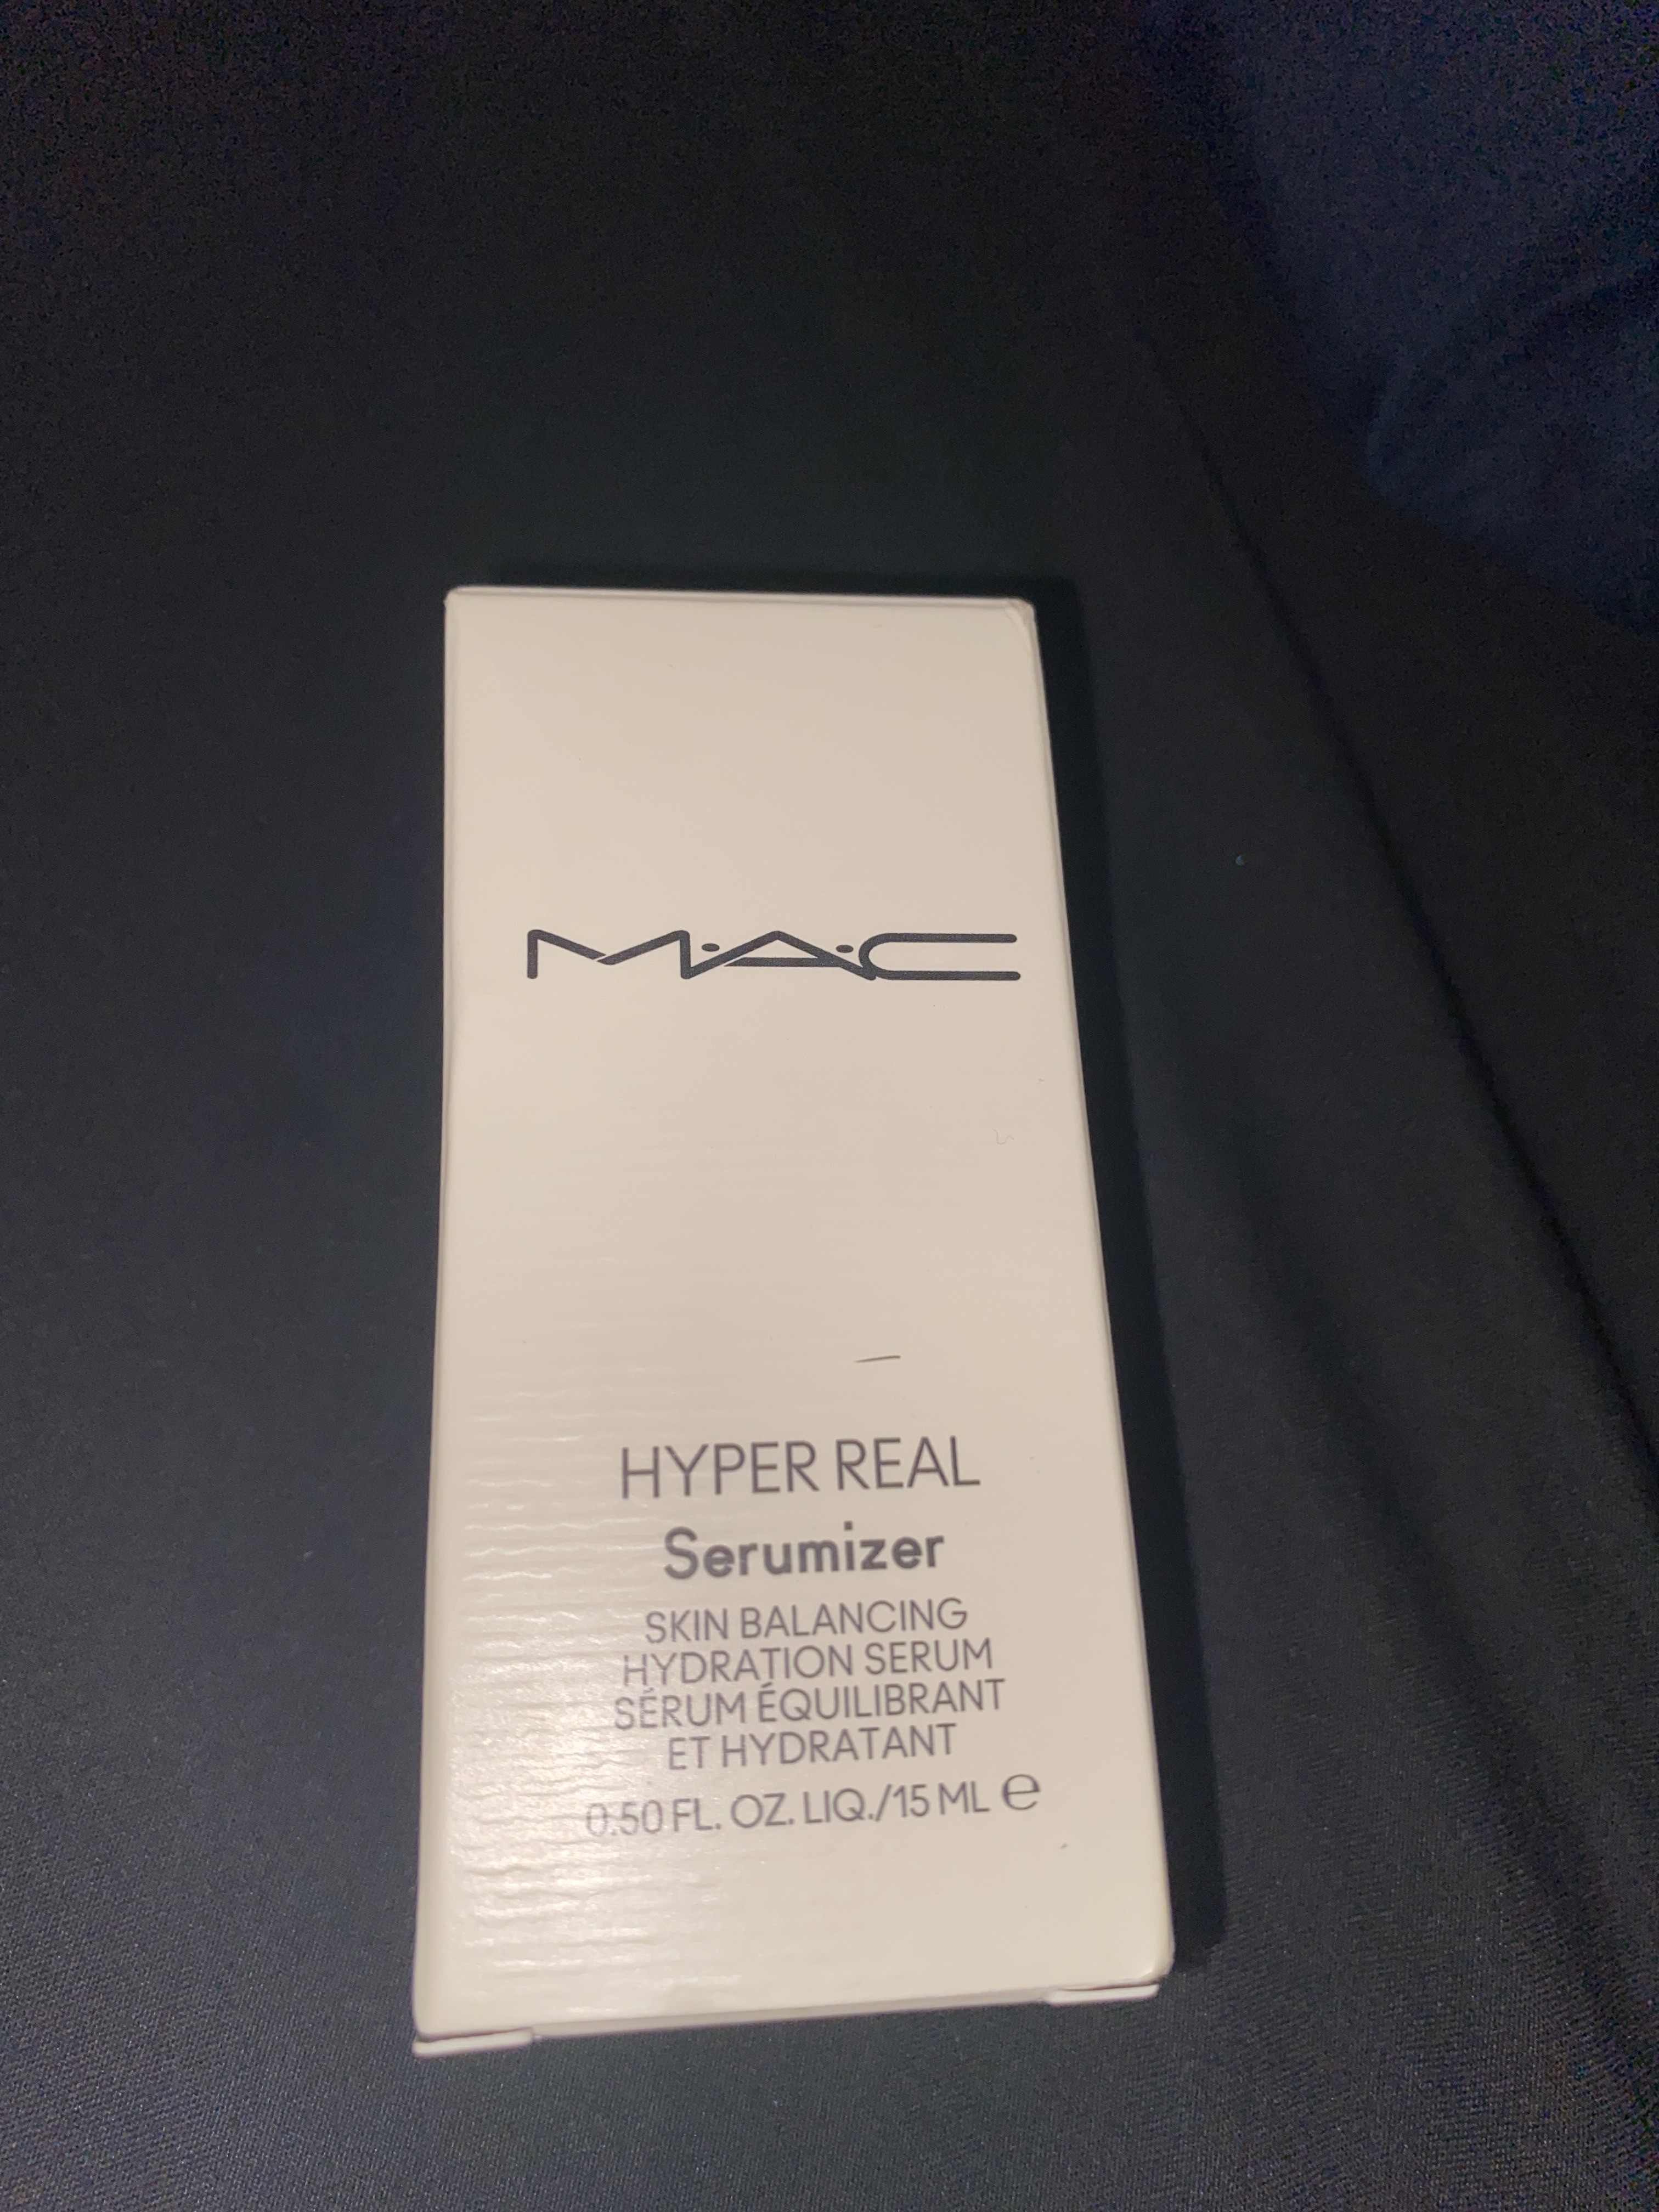 M·A·C
HYPER REAL
Serumizer
SKIN BALANCING
HYDRATION SERUM
SÉRUM ÉQUILIBRANT
ET HYDRATANT
0.50 FL. OZ. LIQ./15 ML ℮